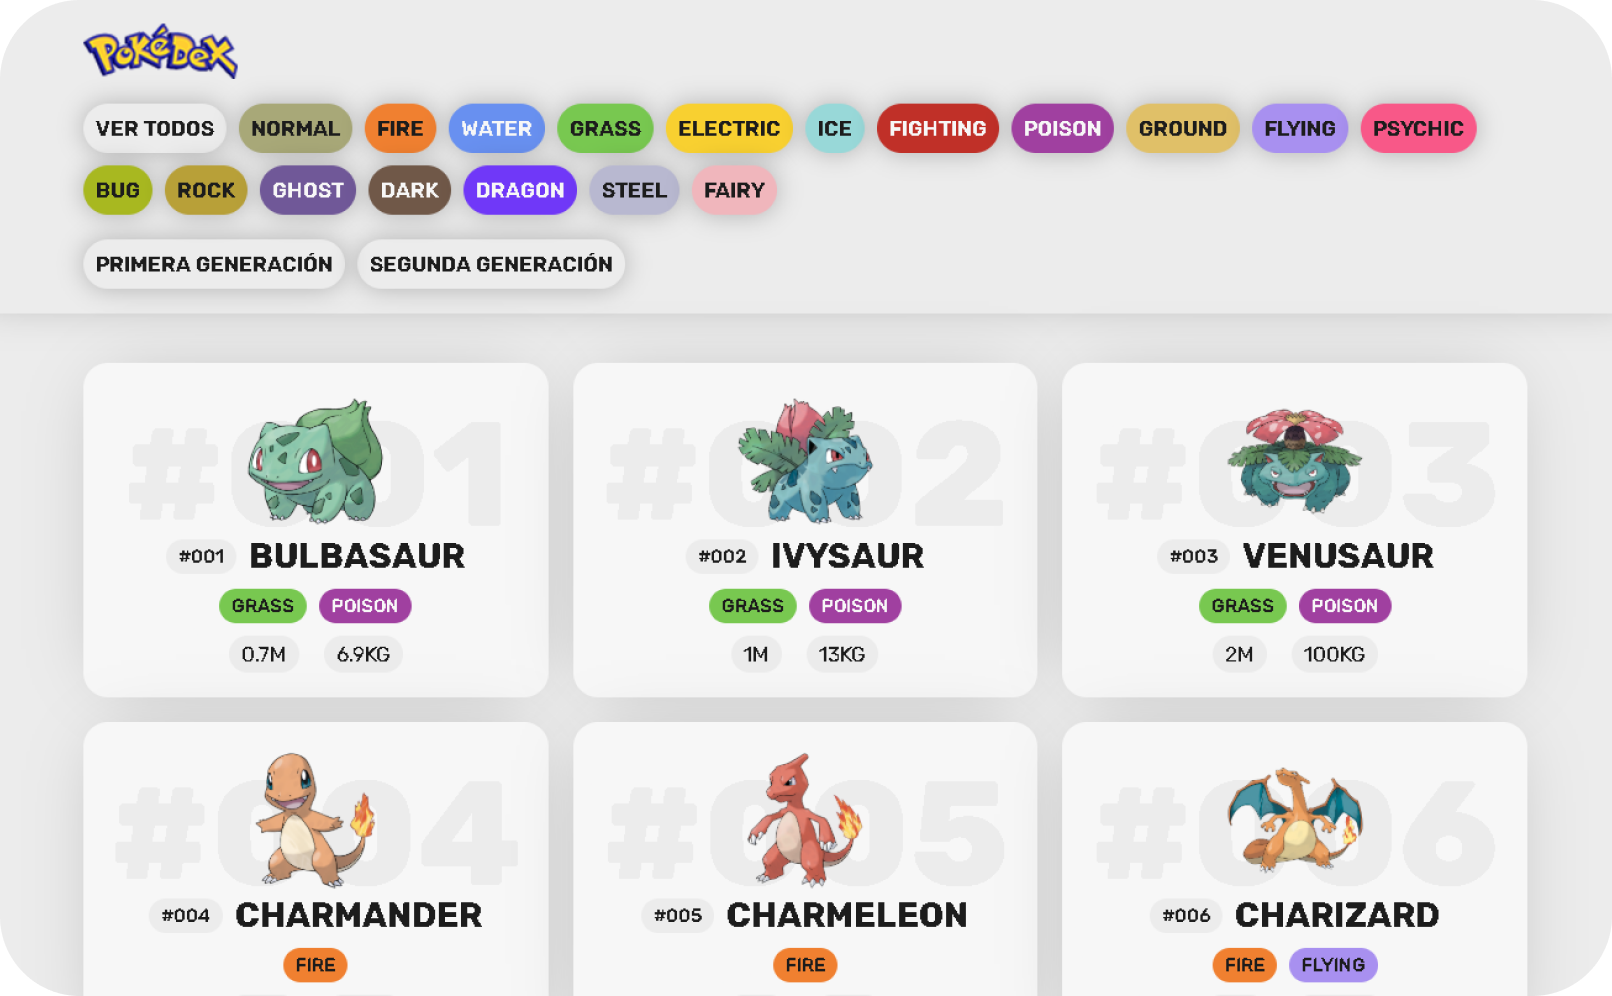 PokéDex
VER TODOS NORMAL FIRE WATER GRASS ELECTRIC ICE FIGHTING POISON GROUND FLYING PSYCHIC
BUG ROCK GHOST DARK DRAGON STEEL FAIRY
PRIMERA GENERACIÓN SEGUNDA GENERACIÓN
#001 #002 #003
#001 BULBASAUR #002 IVYSAUR #003 VENUSAUR
GRASS POISON GRASS POISON GRASS POISON
0.7M 6.9KG 1M 13KG 2M 100KG
#004 #005 #006
#004 CHARMANDER #005 CHARMELEON #006 CHARIZARD
FIRE FIRE FIRE FLYING